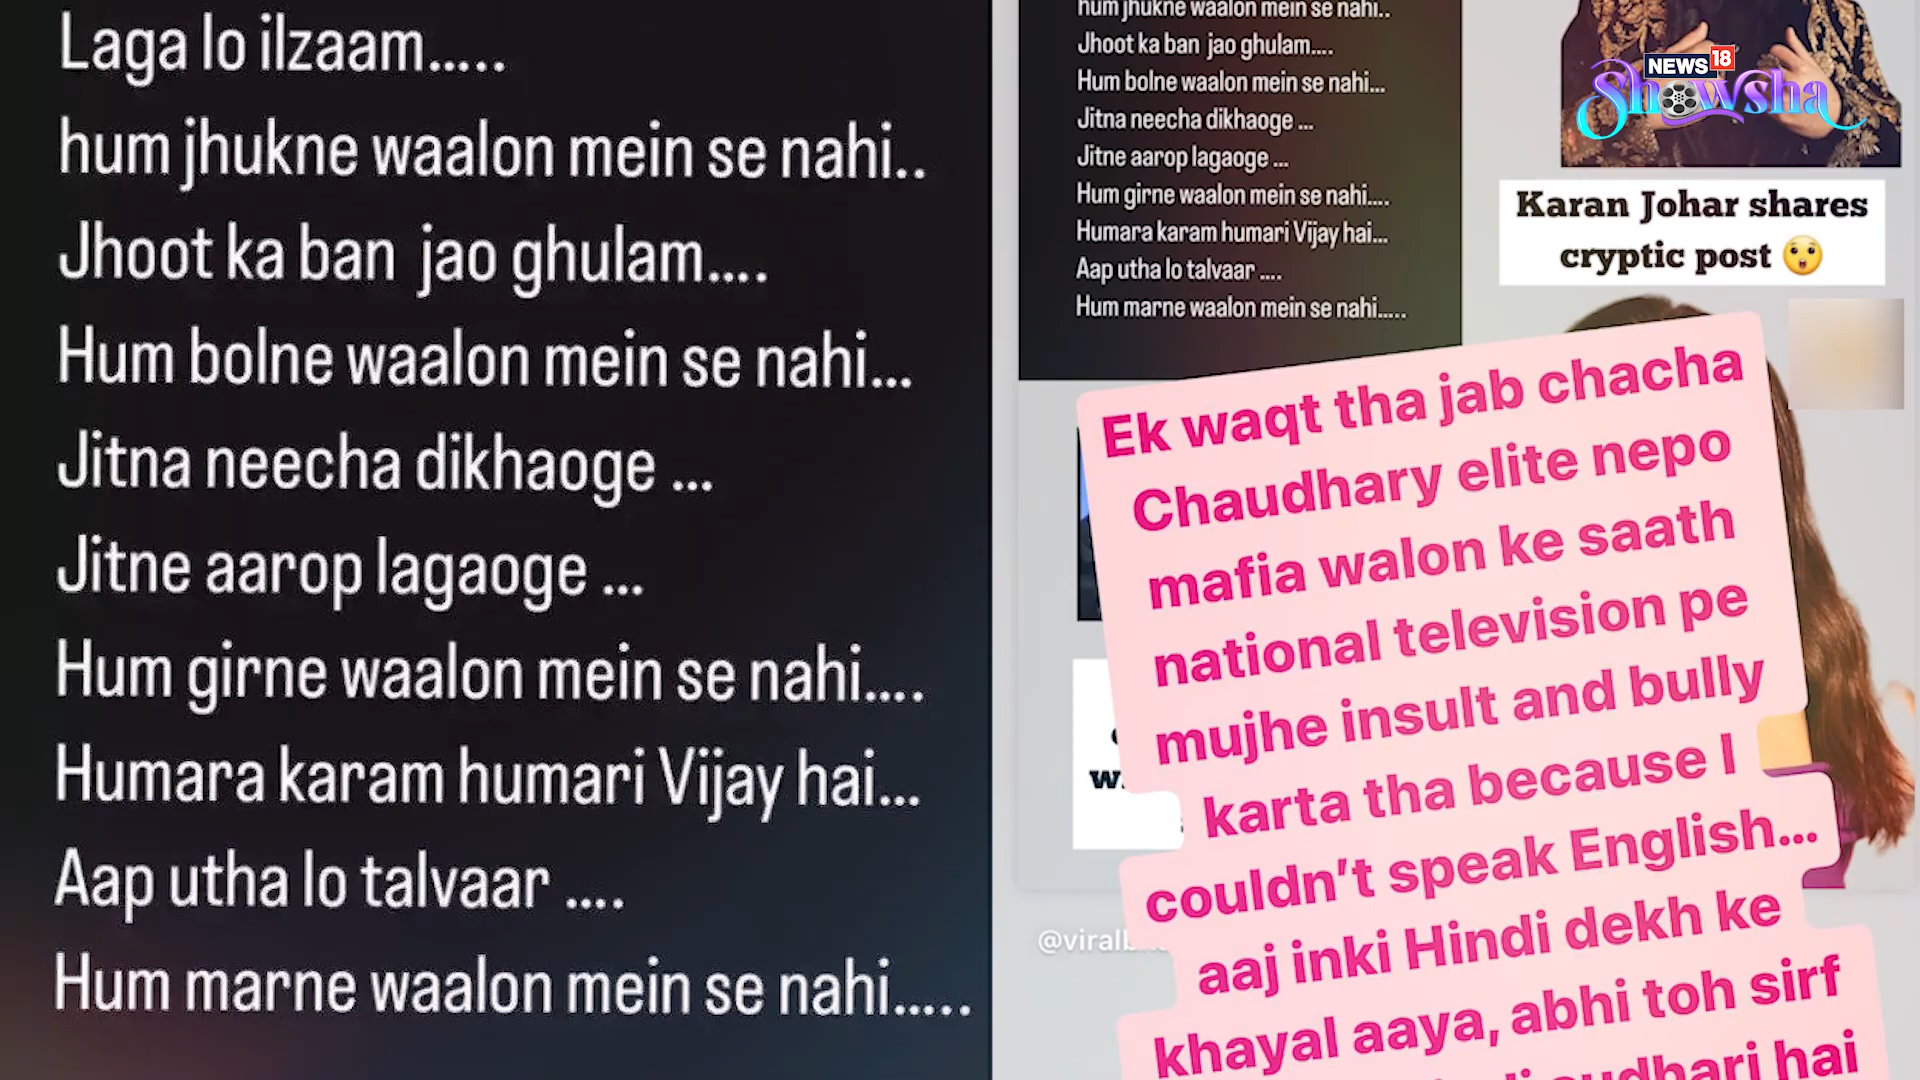 Laga lo ilzaam.....
hum jhukne waalon mein se nahi..
Jhoot ka ban jao ghulam....
Hum bolne waalon mein se nahi...
Jitna neecha dikhaoge ...
Jitne aarop lagaoge ...
Hum girne waalon mein se nahi....
Humara karam humari Vijay hai...
Aap utha lo talvaar ....
Hum marne waalon mein se nahi.....
hum jhukne waalon mein se nahi..
Jhoot ka ban jao ghulam....
Hum bolne waalon mein se nahi...
Jitna neecha dikhaoge ...
Jitne aarop lagaoge ...
Hum girne waalon mein se nahi....
Humara karam humari Vijay hai...
Aap utha lo talvaar ....
Hum marne waalon mein se nahi.....
NEWS18
Showsha
Karan Johar shares
cryptic post 😯
Ek waqt tha jab chacha
Chaudhary elite nepo
mafia walon ke saath
national television pe
mujhe insult and bully
karta tha because I
couldn't speak English...
aaj inki Hindi dekh ke
khayal aaya, abhi toh sirf
hai